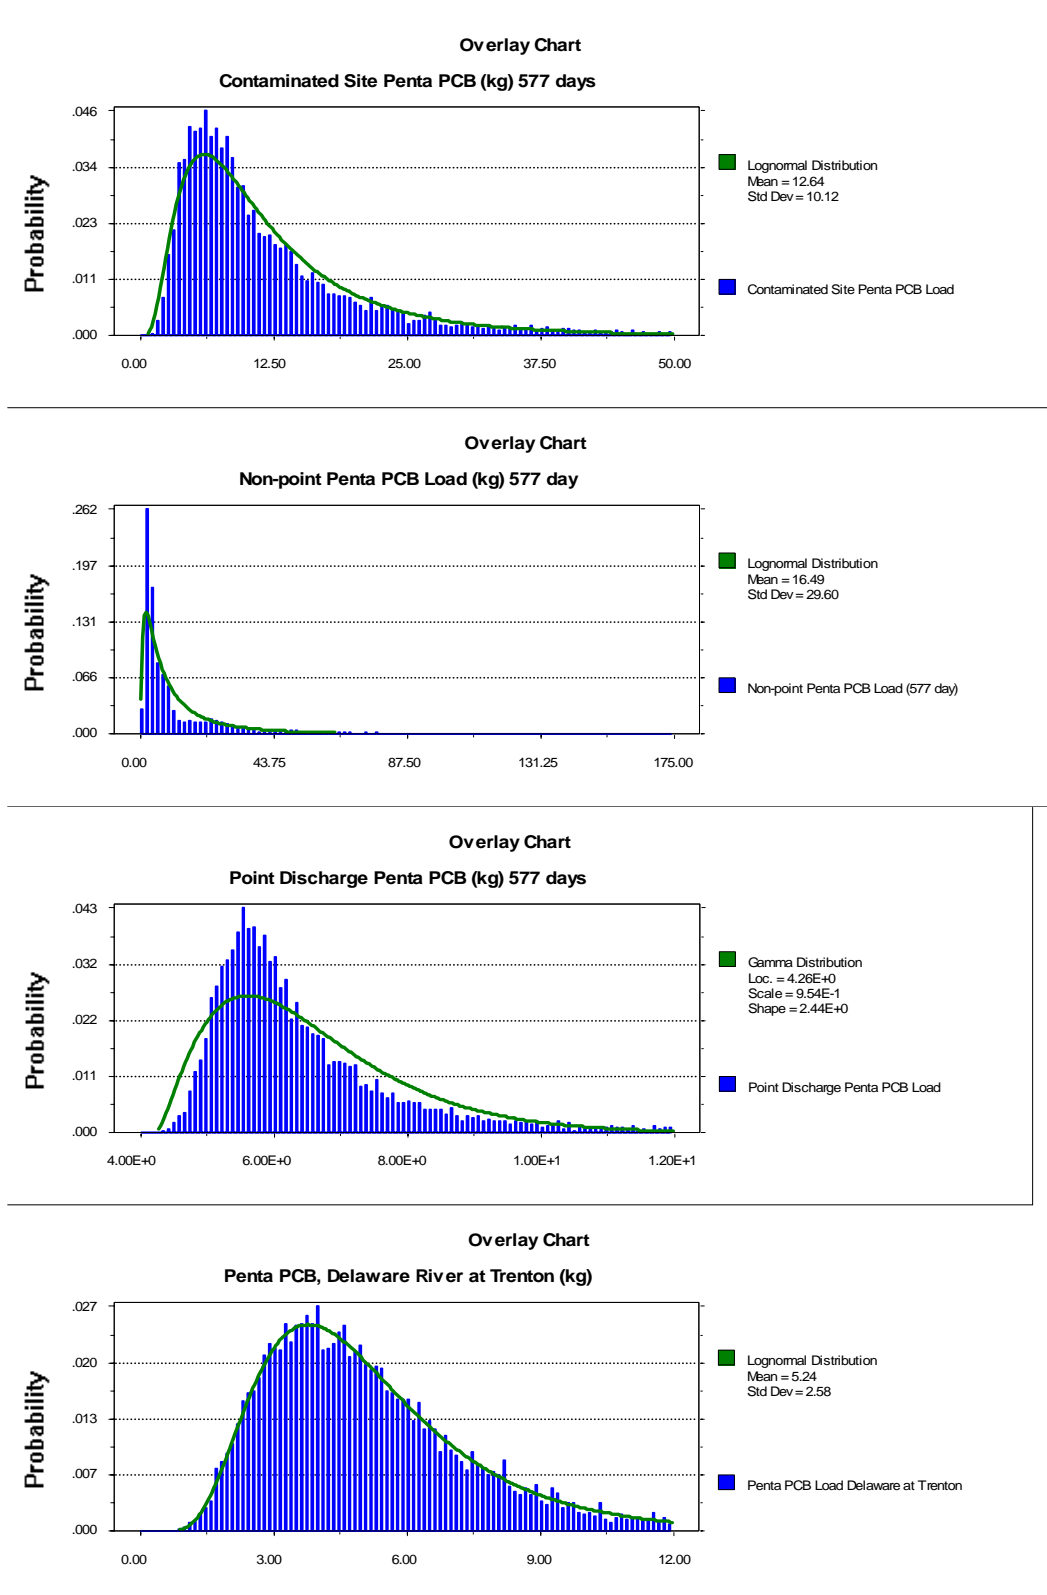 Overlay Chart
Contaminated Site Penta PCB (kg) 577 days
Probability
.046
.034
.023
.011
.000
0.00 12.50 25.00 37.50 50.00
Lognormal Distribution
Mean = 12.64
Std Dev = 10.12
Contaminated Site Penta PCB Load
Overlay Chart
Non-point Penta PCB Load (kg) 577 day
Probability
.262
.197
.131
.066
.000
0.00 43.75 87.50 131.25 175.00
Lognormal Distribution
Mean = 16.49
Std Dev = 29.60
Non-point Penta PCB Load (577 day)
Overlay Chart
Point Discharge Penta PCB (kg) 577 days
Probability
.043
.032
.022
.011
.000
4.00E+0 6.00E+0 8.00E+0 1.00E+1 1.20E+1
Gamma Distribution
Loc. = 4.26E+0
Scale = 9.54E-1
Shape = 2.44E+0
Point Discharge Penta PCB Load
Overlay Chart
Penta PCB, Delaware River at Trenton (kg)
Probability
.027
.020
.013
.007
.000
0.00 3.00 6.00 9.00 12.00
Lognormal Distribution
Mean = 5.24
Std Dev = 2.58
Penta PCB Load Delaware at Trenton